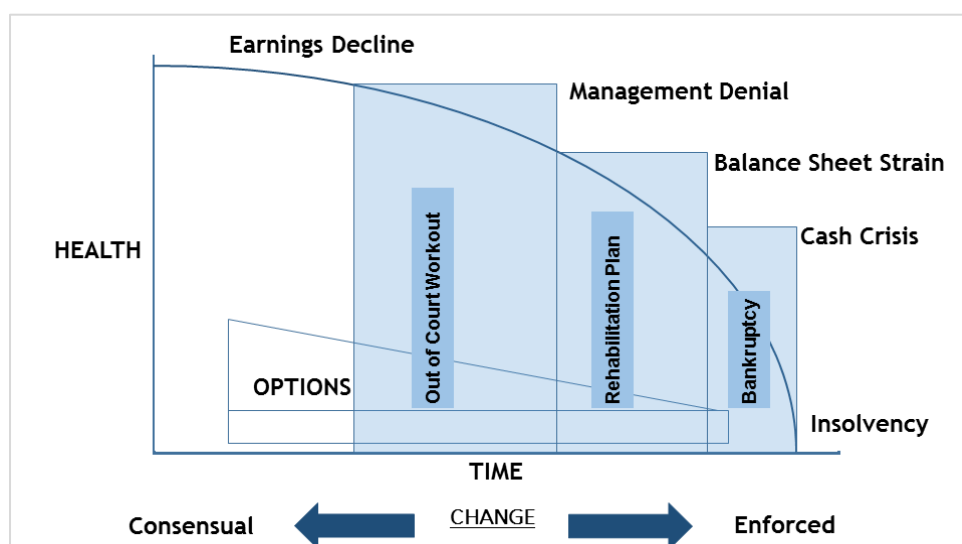 Earnings Decline
Management Denial
Balance Sheet Strain
Cash Crisis
HEALTH
Out of Court Workout
Rehabilitation Plan
Bankruptcy
OPTIONS
Insolvency
TIME
Consensual
CHANGE
Enforced